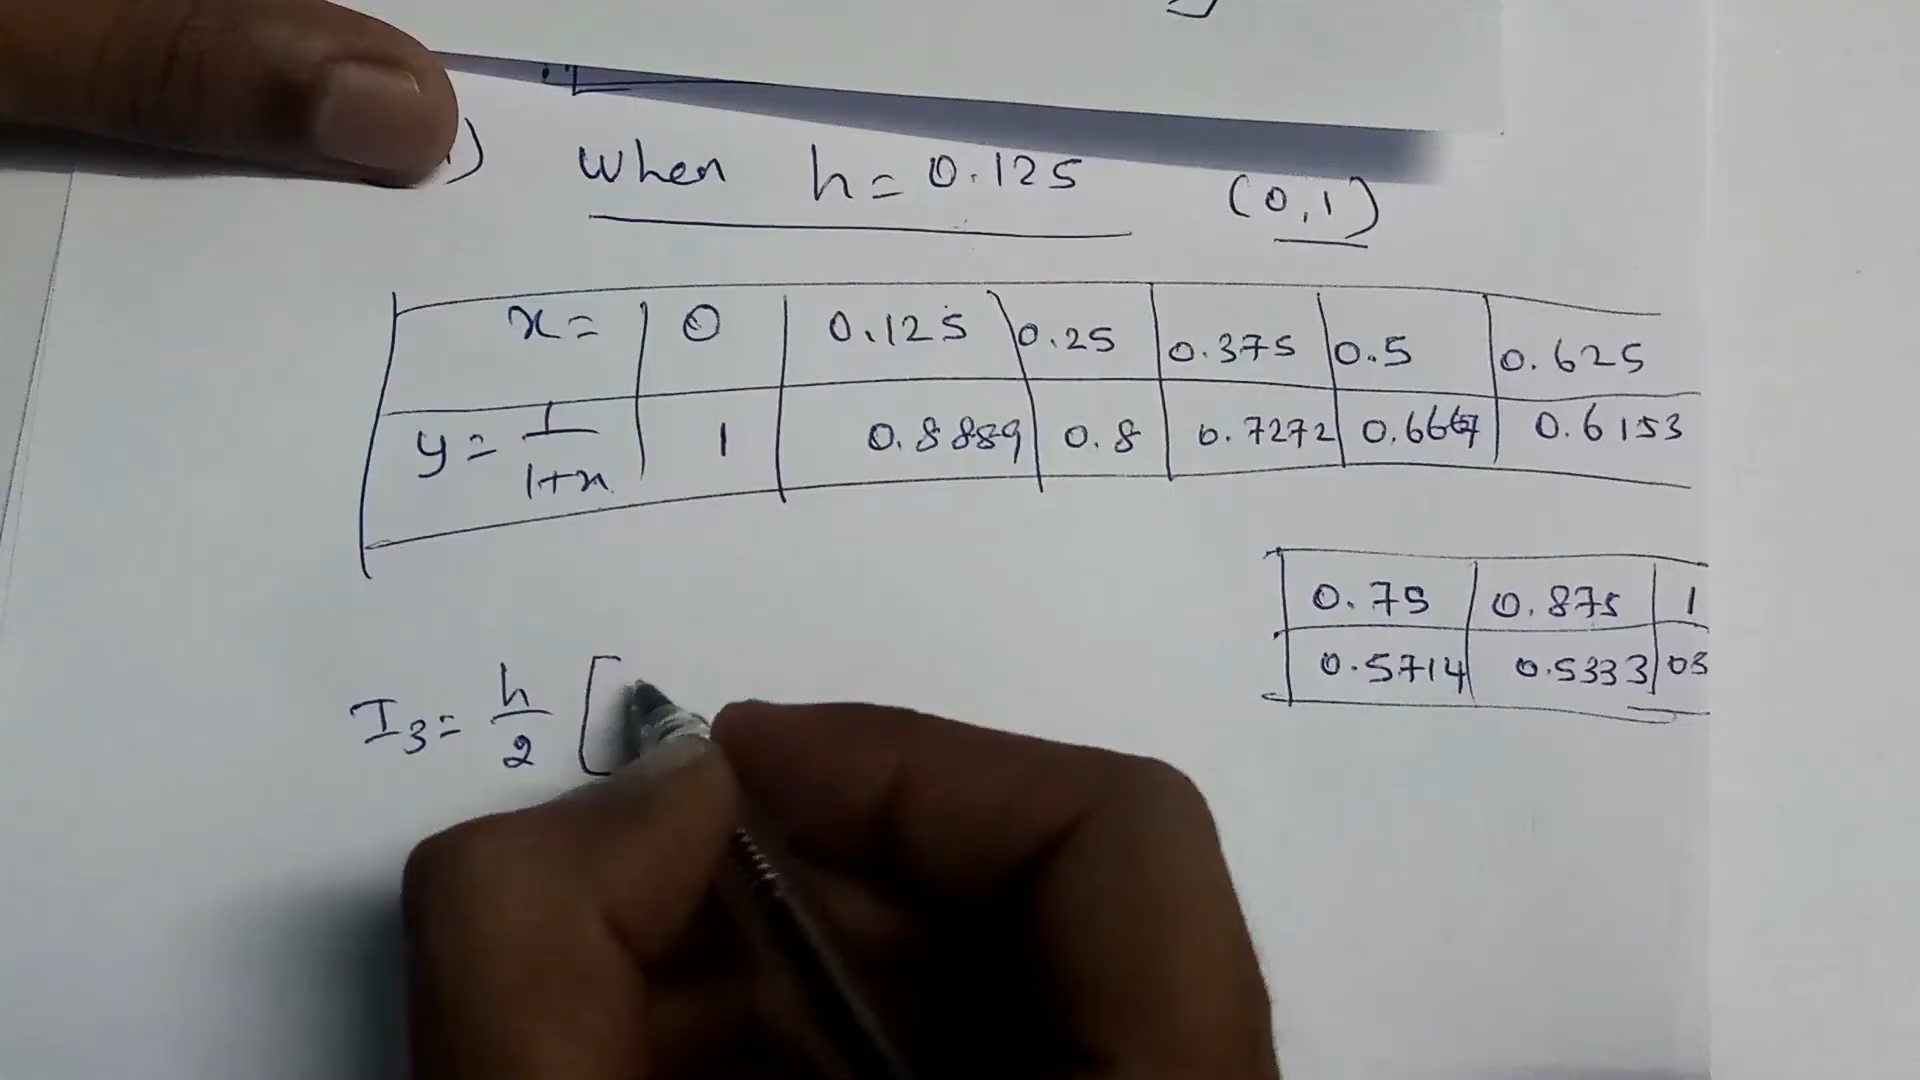 ) when h = 0.125 (0,1)
x = 0 0.125 0.25 0.375 0.5 0.625
y = 1/1+x 1 0.8889 0.8 0.7272 0.6667 0.6153
0.75 0.875 1
0.5714 0.5333 05
I3 = h/2 [